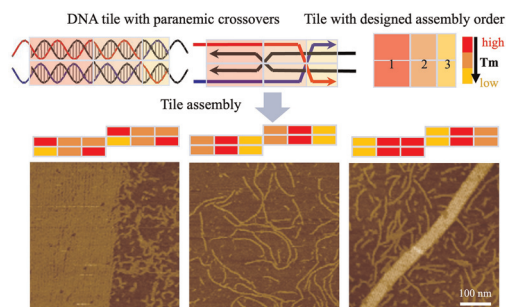 DNA tile with paranemic crossovers
Tile with designed assembly order
1 2 3
high
Tm
low
Tile assembly
100 nm